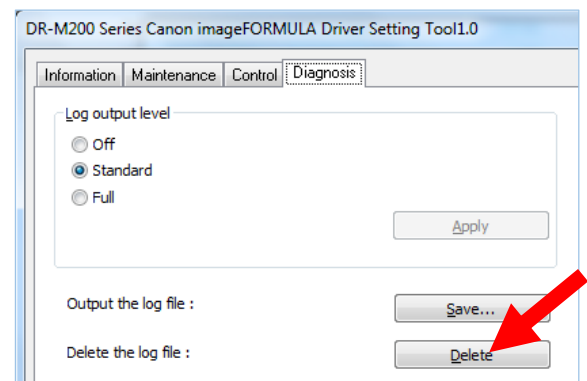 DR-M200 Series Canon imageFORMULA Driver Setting Tool1.0
Information Maintenance Control Diagnosis
Log output level
Off
Standard
Full
Apply
Output the log file : Save...
Delete the log file : Delete